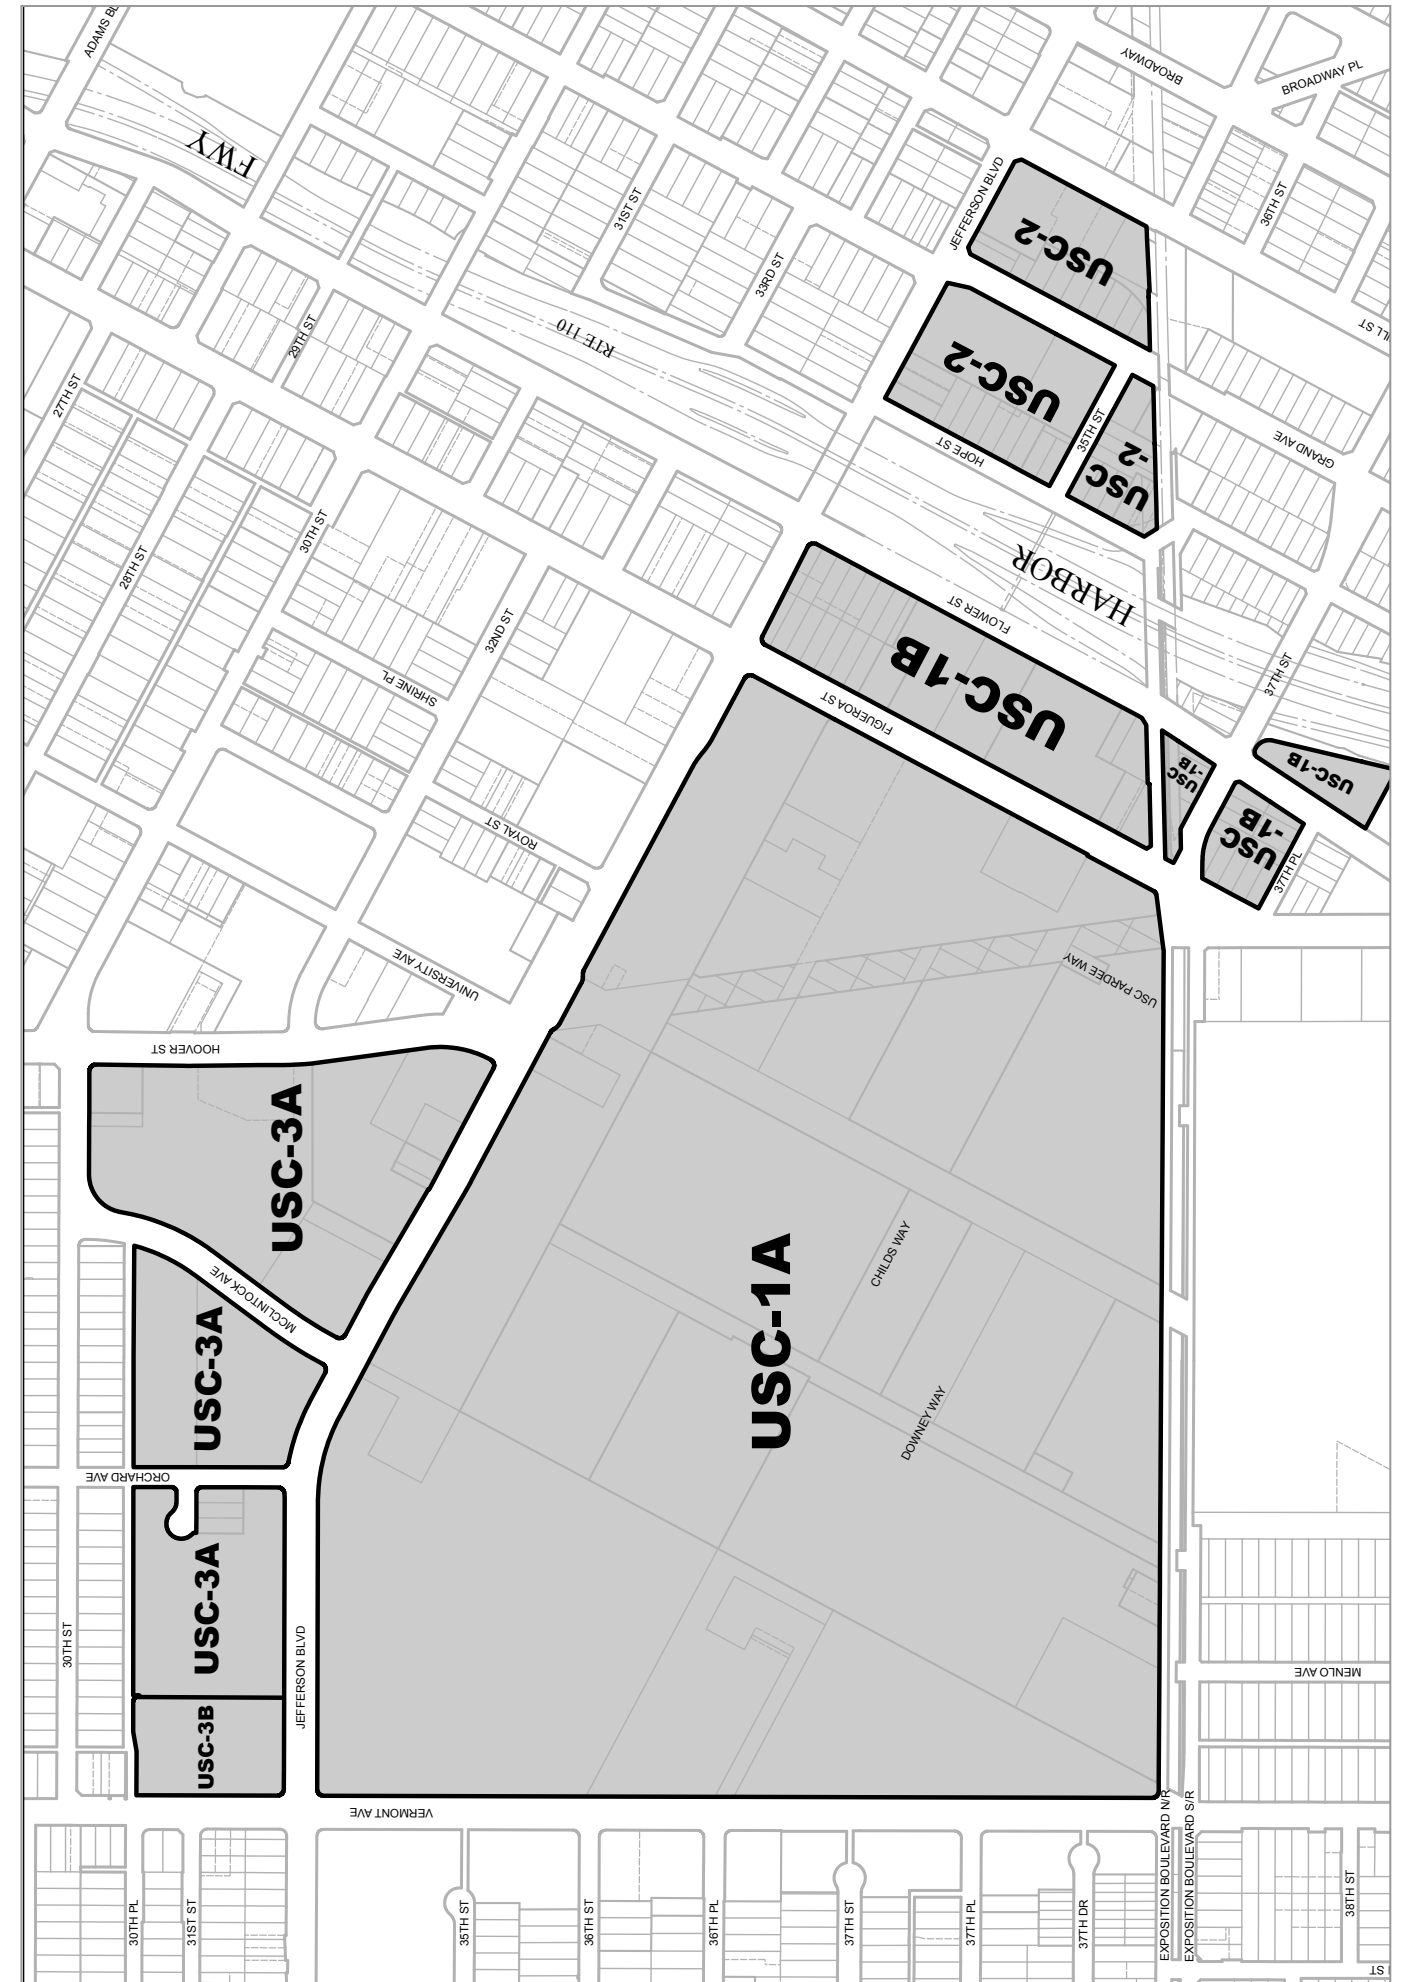 ADAMS BL
FWY
BROADWAY
BROADWAY PL
31ST ST
JEFFERSON BLVD
36TH ST
USC-2
33RD ST
29TH ST
RTE 110
USC-2
27TH ST
35TH ST
USC
-2
HOPE ST
GRAND AVE
30TH ST
28TH ST
HARBOR
FLOWER ST
32ND ST
USC-1B
37TH ST
SHRINE PL
FIGUEROA ST
USC
-1B
USC-1B
ROYAL ST
USC
-1B
37TH PL
UNIVERSITY AVE
USC PARDEE WAY
HOOVER ST
USC-3A
CHILDS WAY
MCCLINTOCK AVE
USC-1A
USC-3A
DOWNEY WAY
ORCHARD AVE
USC-3A
30TH ST
JEFFERSON BLVD
MENLO AVE
USC-3B
VERMONT AVE
EXPOSITION BOULEVARD N/R
EXPOSITION BOULEVARD S/R
30TH PL
31ST ST
35TH ST
36TH ST
36TH PL
37TH ST
37TH PL
37TH DR
38TH ST